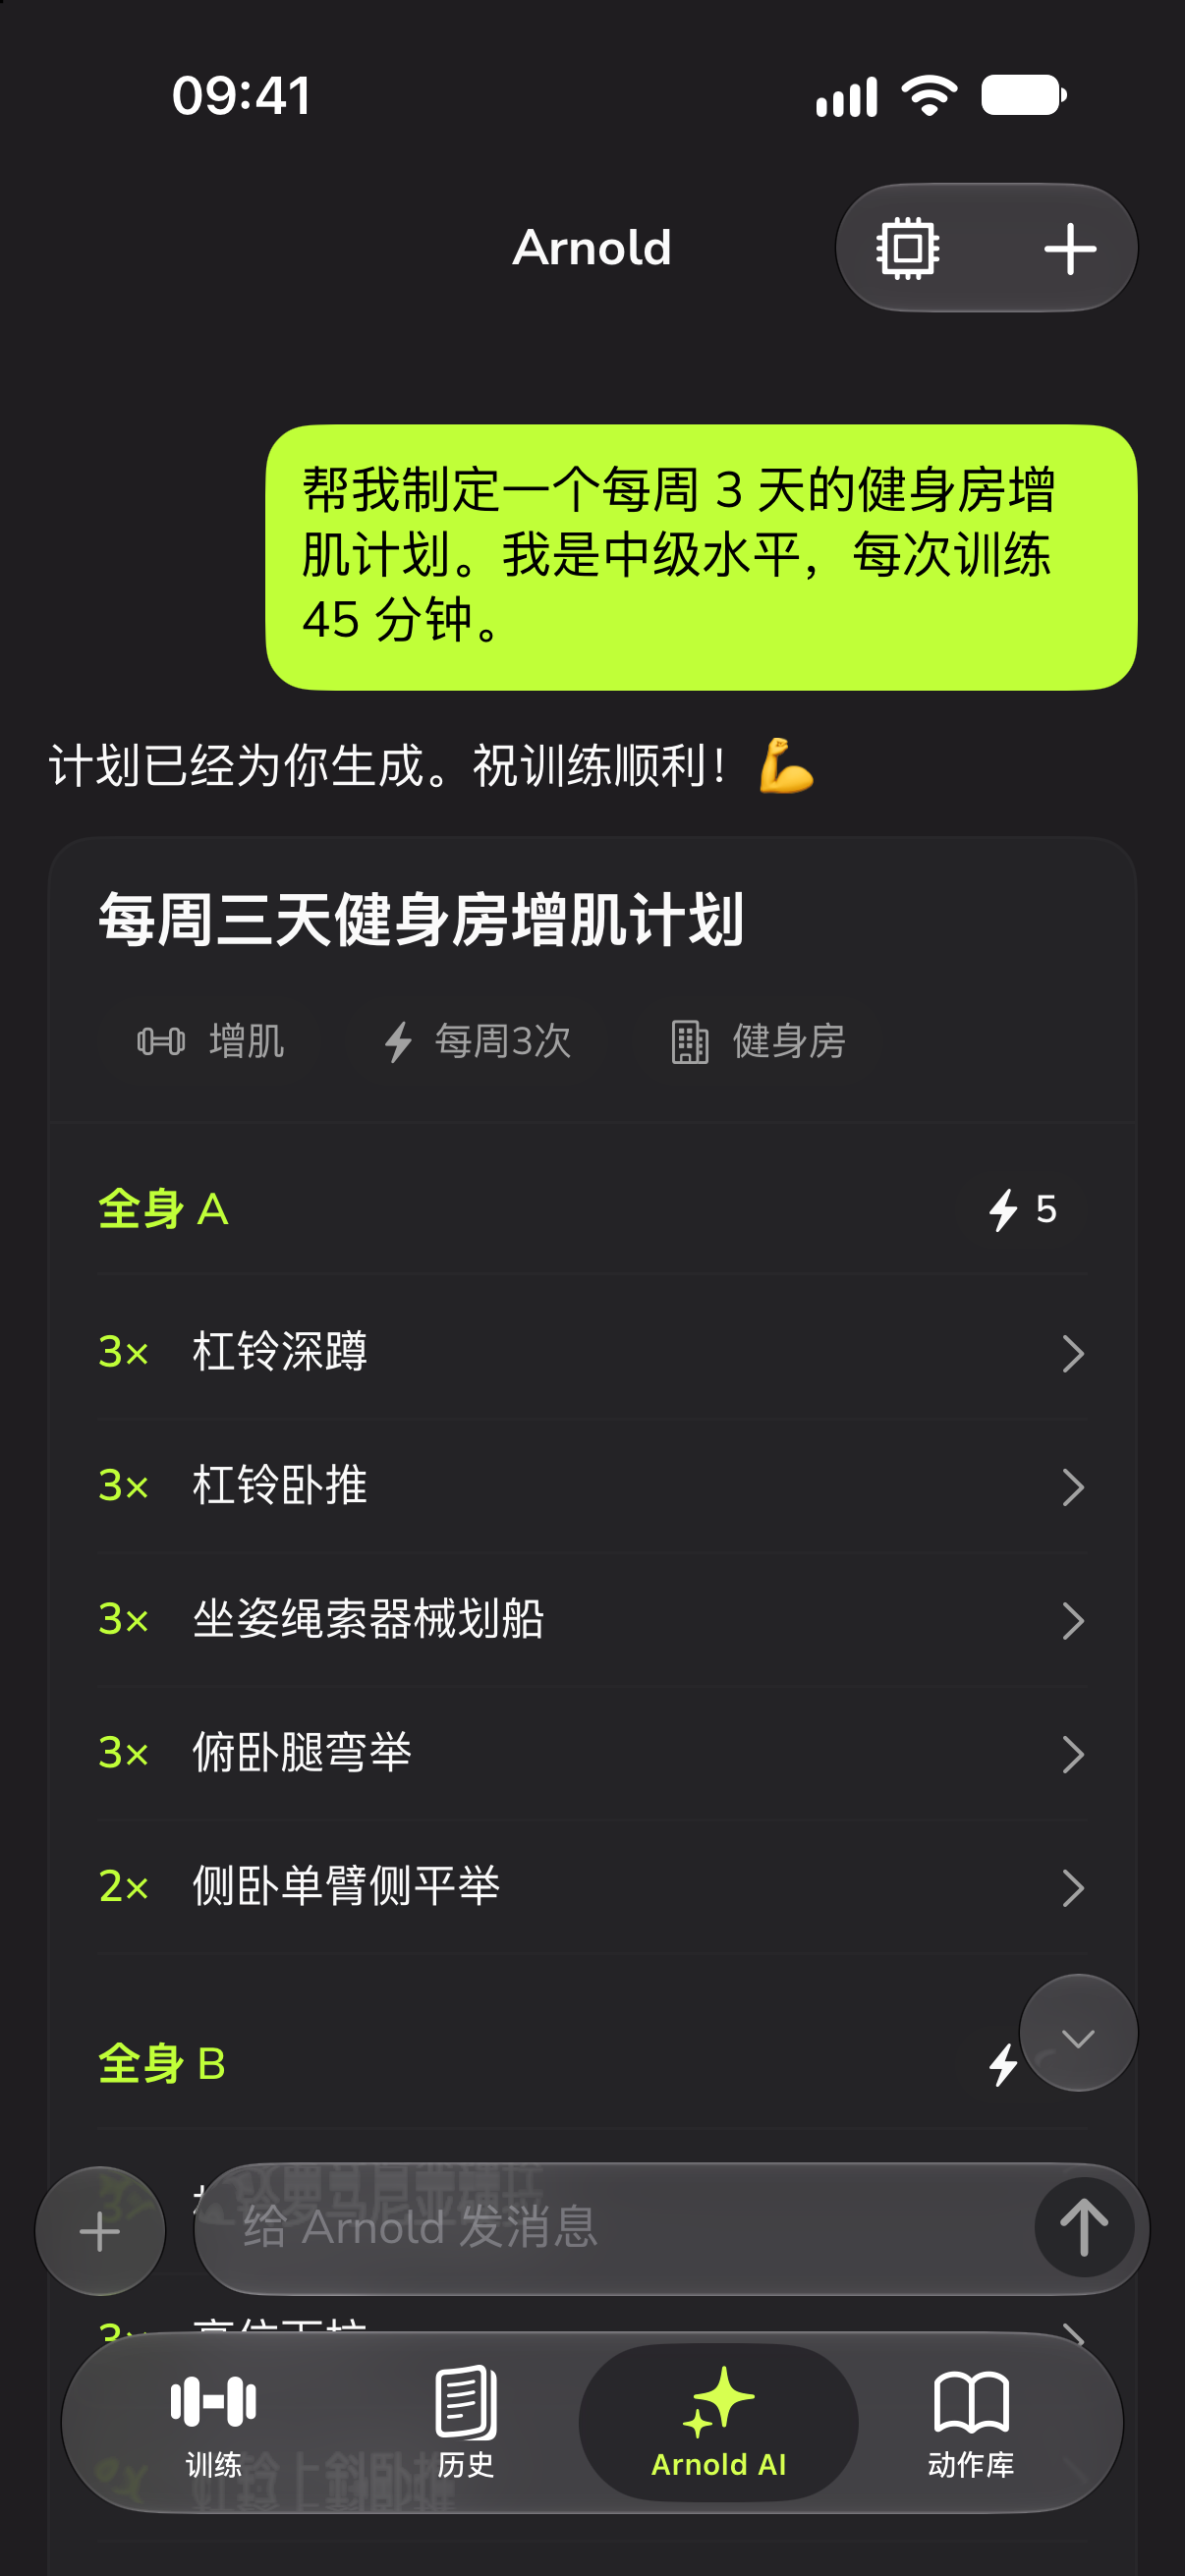 09:41
Arnold
帮我制定一个每周 3 天的健身房增
肌计划。我是中级水平，每次训练
45 分钟。
计划已经为你生成。祝训练顺利！💪
每周三天健身房增肌计划
增肌
每周3次
健身房
全身 A
5
3× 杠铃深蹲
3× 杠铃卧推
3× 坐姿绳索器械划船
3× 俯卧腿弯举
2× 侧卧单臂侧平举
全身 B
给 Arnold 发消息
3× 高位下拉
训练
历史
Arnold AI
动作库